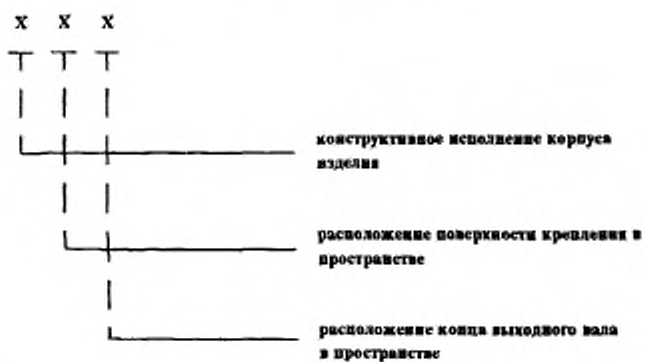 X X X
конструктивное исполнение корпуса
изделия
расположение поверхности крепления в
пространстве
расположение конца выходного вала
в пространстве